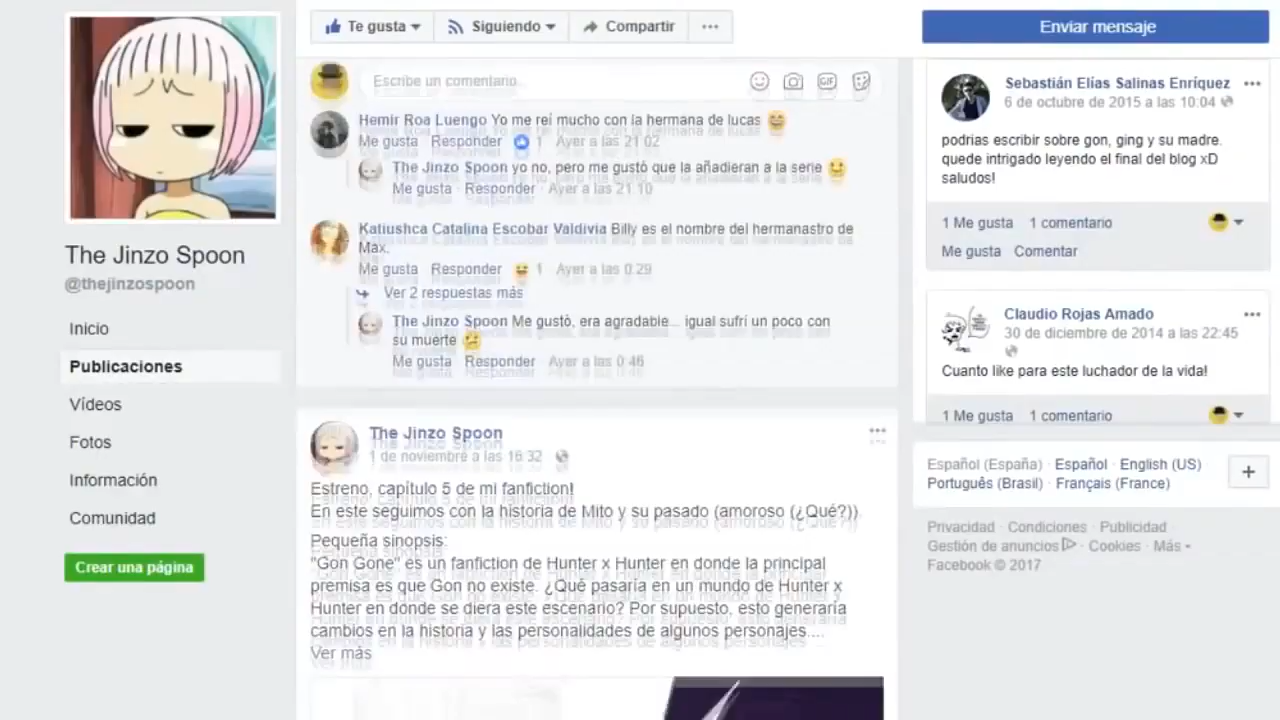 Te gusta
Siguiendo
Compartir
Enviar mensaje
The Jinzo Spoon
@thejinzospoon
Inicio
Publicaciones
Vídeos
Fotos
Información
Comunidad
Crear una página
Escribe un comentario...
GIF
Hemir Roa Luengo Yo me reí mucho con la hermana de lucas
Me gusta · Responder · 1 · Ayer a las 21:02
The Jinzo Spoon yo no, pero me gustó que la añadieran a la serie
Me gusta · Responder · Ayer a las 21:10
Katiushca Catalina Escobar Valdivia Billy es el nombre del hermanastro de
Max.
Me gusta · Responder · 1 · Ayer a las 0:29
Ver 2 respuestas más
The Jinzo Spoon Me gustó, era agradable... igual sufrí un poco con
su muerte
Me gusta · Responder · Ayer a las 0:46
The Jinzo Spoon
1 de noviembre a las 16:32 ·
Estreno, capítulo 5 de mi fanfiction!
En este seguimos con la historia de Mito y su pasado (amoroso (¿Qué?)).
Pequeña sinopsis:
"Gon Gone" es un fanfiction de Hunter x Hunter en donde la principal
premisa es que Gon no existe. ¿Qué pasaría en un mundo de Hunter x
Hunter en donde se diera este escenario? Por supuesto, esto generaría
cambios en la historia y las personalidades de algunos personajes....
Ver más
Sebastián Elías Salinas Enríquez
6 de octubre de 2015 a las 10:04
podrias escribir sobre gon, ging y su madre.
quede intrigado leyendo el final del blog xD
saludos!
1 Me gusta 1 comentario
Me gusta Comentar
Claudio Rojas Amado
30 de diciembre de 2014 a las 22:45
Cuanto like para este luchador de la vida!
1 Me gusta 1 comentario
Español (España) · Español · English (US) ·
Português (Brasil) · Français (France)
Privacidad · Condiciones · Publicidad ·
Gestión de anuncios · Cookies · Más
Facebook © 2017